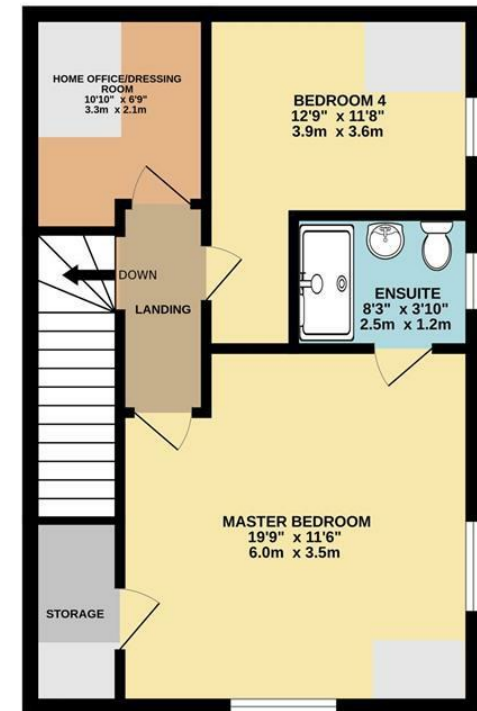 HOME OFFICE/DRESSING
ROOM
10'10" x 6'9"
3.3m x 2.1m
BEDROOM 4
12'9" x 11'8"
3.9m x 3.6m
DOWN
LANDING
ENSUITE
8'3" x 3'10"
2.5m x 1.2m
MASTER BEDROOM
19'9" x 11'6"
6.0m x 3.5m
STORAGE